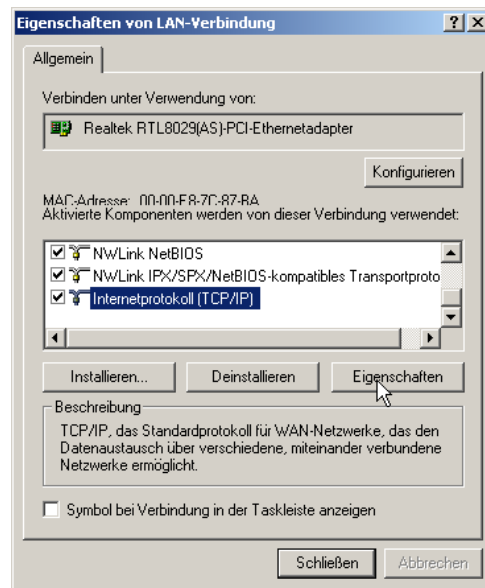 Eigenschaften von LAN-Verbindung
Allgemein
Verbinden unter Verwendung von:
Realtek RTL8029(AS)-PCI-Ethernetadapter
Konfigurieren
MAC-Adresse: 00-00-E8-7C-87-BA
Aktivierte Komponenten werden von dieser Verbindung verwendet:
NWLink NetBIOS
NWLink IPX/SPX/NetBIOS-kompatibles Transportproto
Internetprotokoll (TCP/IP)
Installieren... Deinstallieren Eigenschaften
Beschreibung
TCP/IP, das Standardprotokoll für WAN-Netzwerke, das den
Datenaustausch über verschiedene, miteinander verbundene
Netzwerke ermöglicht.
Symbol bei Verbindung in der Taskleiste anzeigen
Schließen Abbrechen